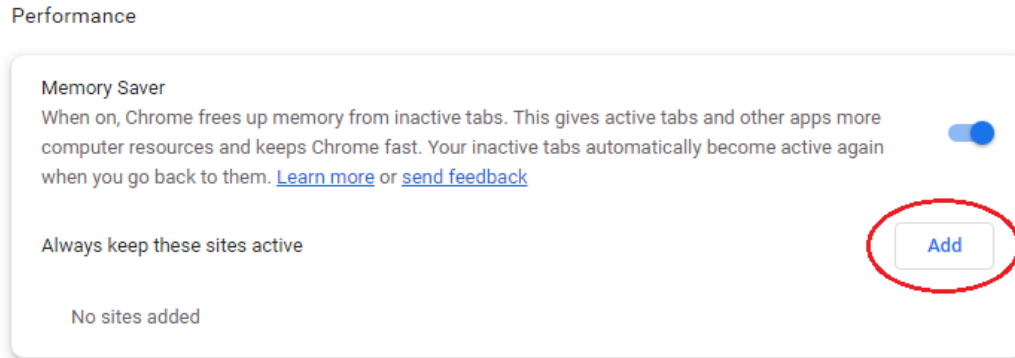 Performance
Memory Saver
When on, Chrome frees up memory from inactive tabs. This gives active tabs and other apps more
computer resources and keeps Chrome fast. Your inactive tabs automatically become active again
when you go back to them. Learn more or send feedback
Always keep these sites active
Add
No sites added